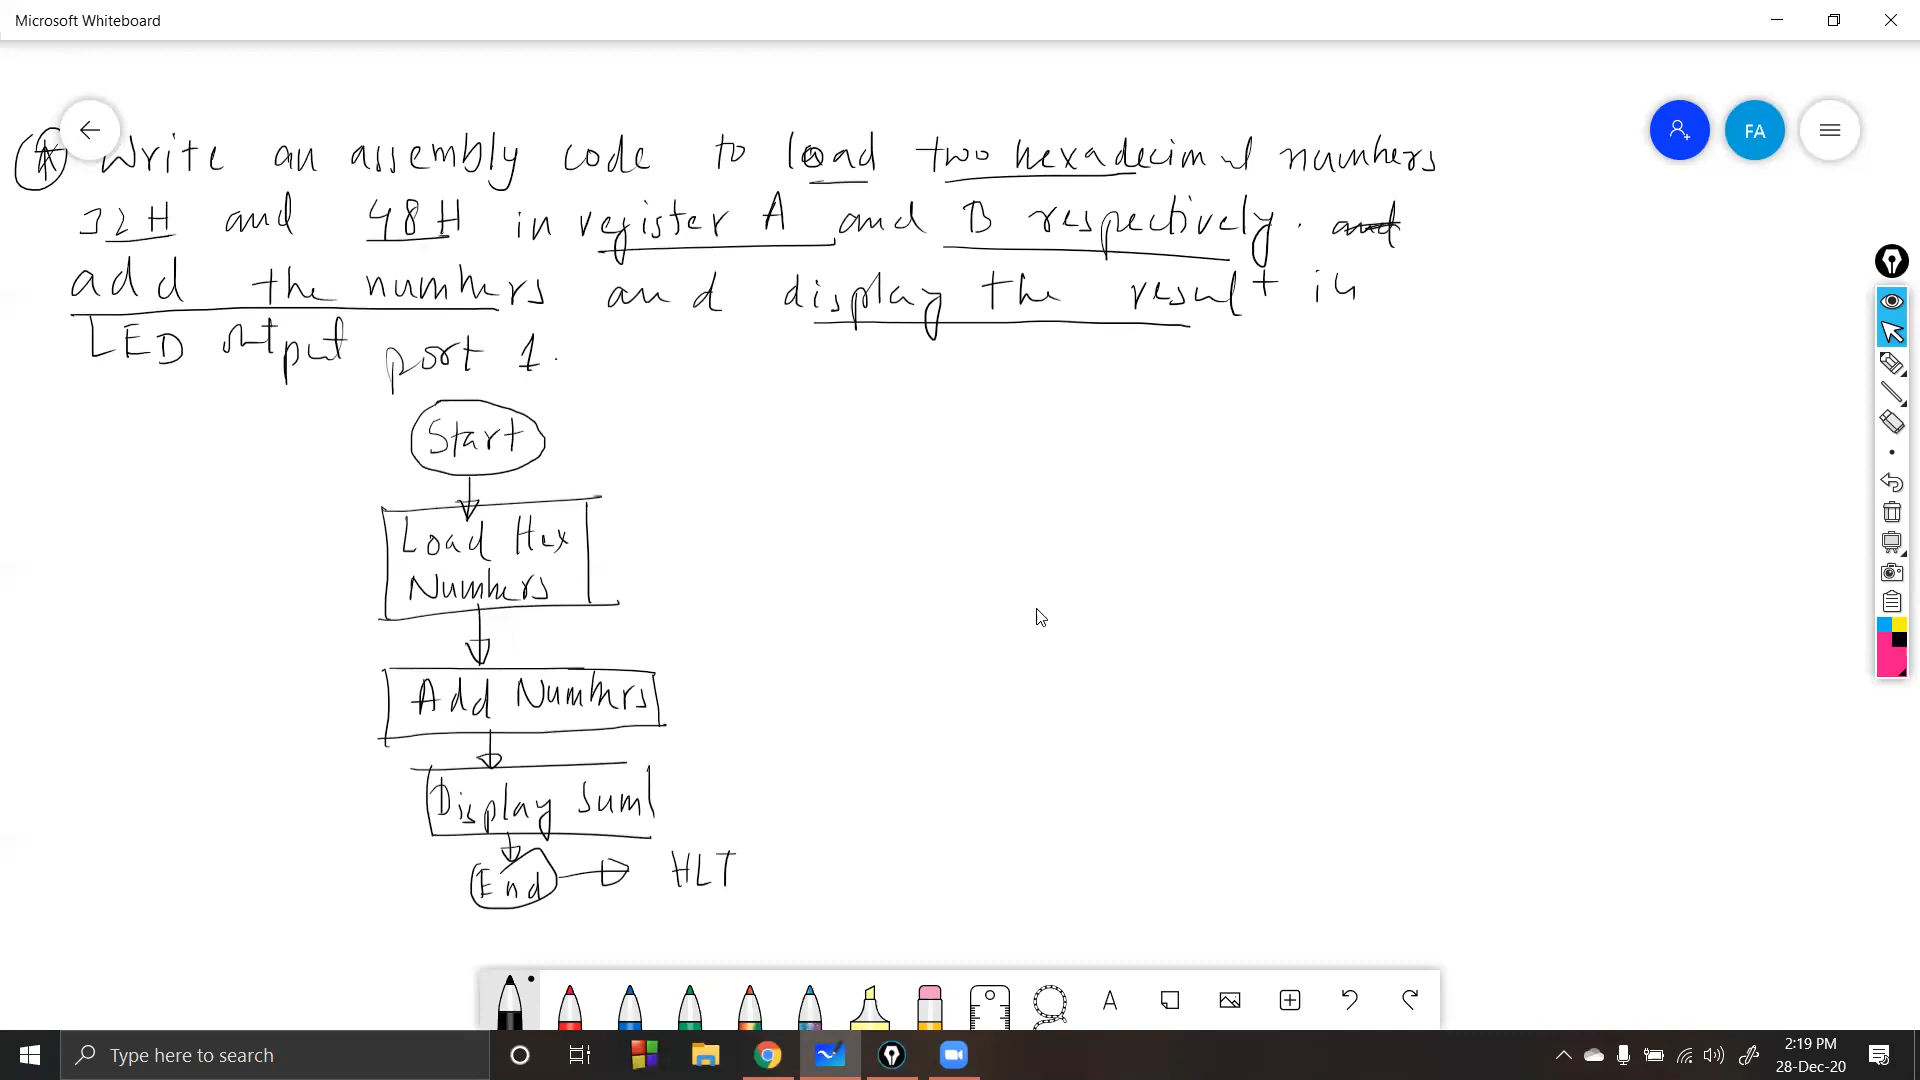 Microsoft Whiteboard
Write an assembly code to load two hexadecimal numbers
32H and 48H in register A and B respectively. and
add the numbers and display the result in
LED output port 1.
FA
Start
Load Hex
Numbers
Add Numbers
Display Sum
End
HLT
A
Type here to search
2:19 PM
28-Dec-20